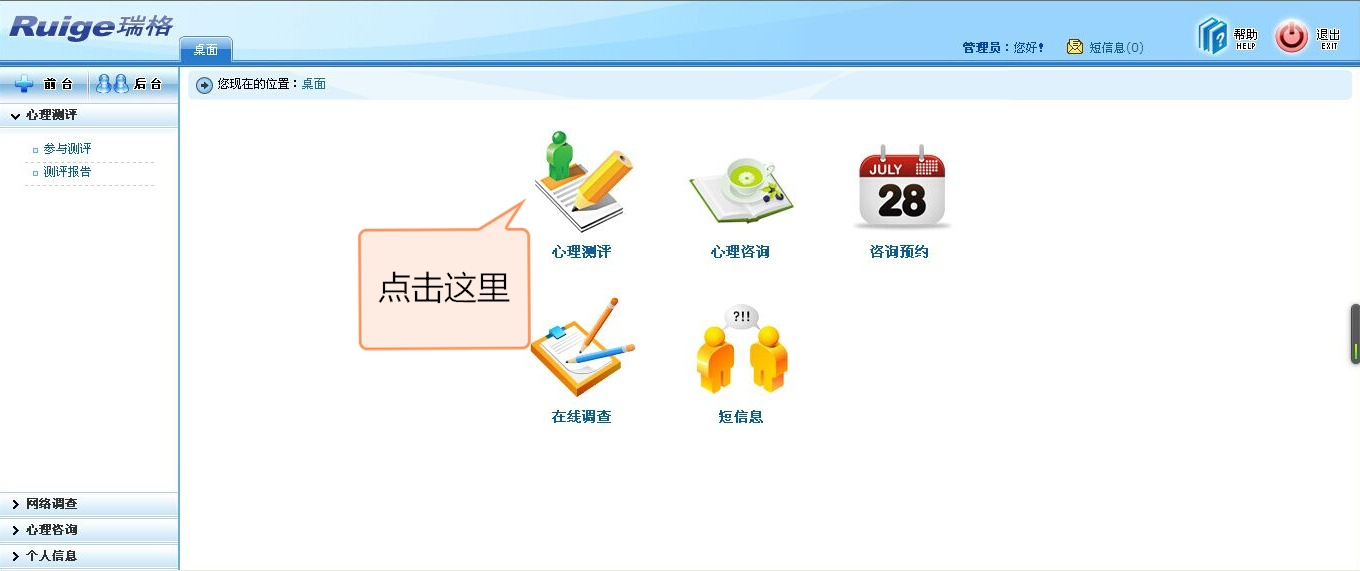 Ruige瑞格
桌面
管理员：您好!
短信息(0)
帮助
HELP
退出
EXIT
前台
后台
您现在的位置：桌面
心理测评
参与测评
测评报告
JULY
28
心理测评
心理咨询
咨询预约
点击这里
?!!
在线调查
短信息
网络调查
心理咨询
个人信息